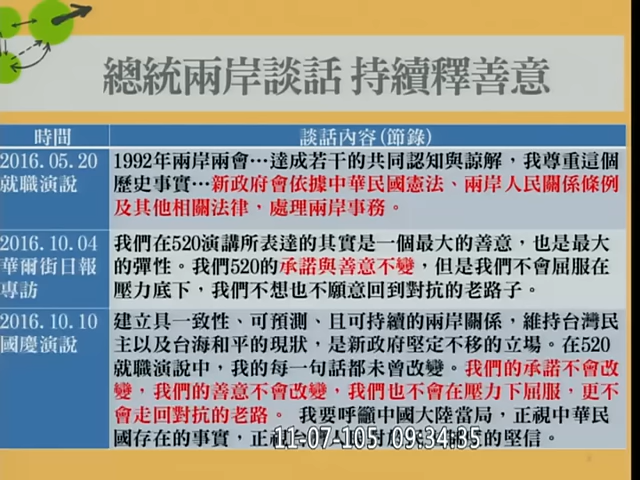 總統兩岸談話 持續釋善意
時間 談話內容(節錄)
2016.05.20
就職演說
1992年兩岸兩會…達成若干的共同認知與諒解，我尊重這個
歷史事實…新政府會依據中華民國憲法、兩岸人民關係條例
及其他相關法律，處理兩岸事務。
2016.10.04
華爾街日報
專訪
我們在520演講所表達的其實是一個最大的善意，也是最大
的彈性。我們520的承諾與善意不變，但是我們不會屈服在
壓力底下，我們不想也不願意回到對抗的老路子。
2016.10.10
國慶演說
建立具一致性、可預測、且可持續的兩岸關係，維持台灣民
主以及台海和平的現狀，是新政府堅定不移的立場。在520
就職演說中，我的每一句話都未曾改變。我們的承諾不會改
變，我們的善意不會改變，我們也不會在壓力下屈服，更不
會走回對抗的老路。 我要呼籲中國大陸當局，正視中華民
國存在的事實，正視 的堅信。
11-07-105 09:34:35